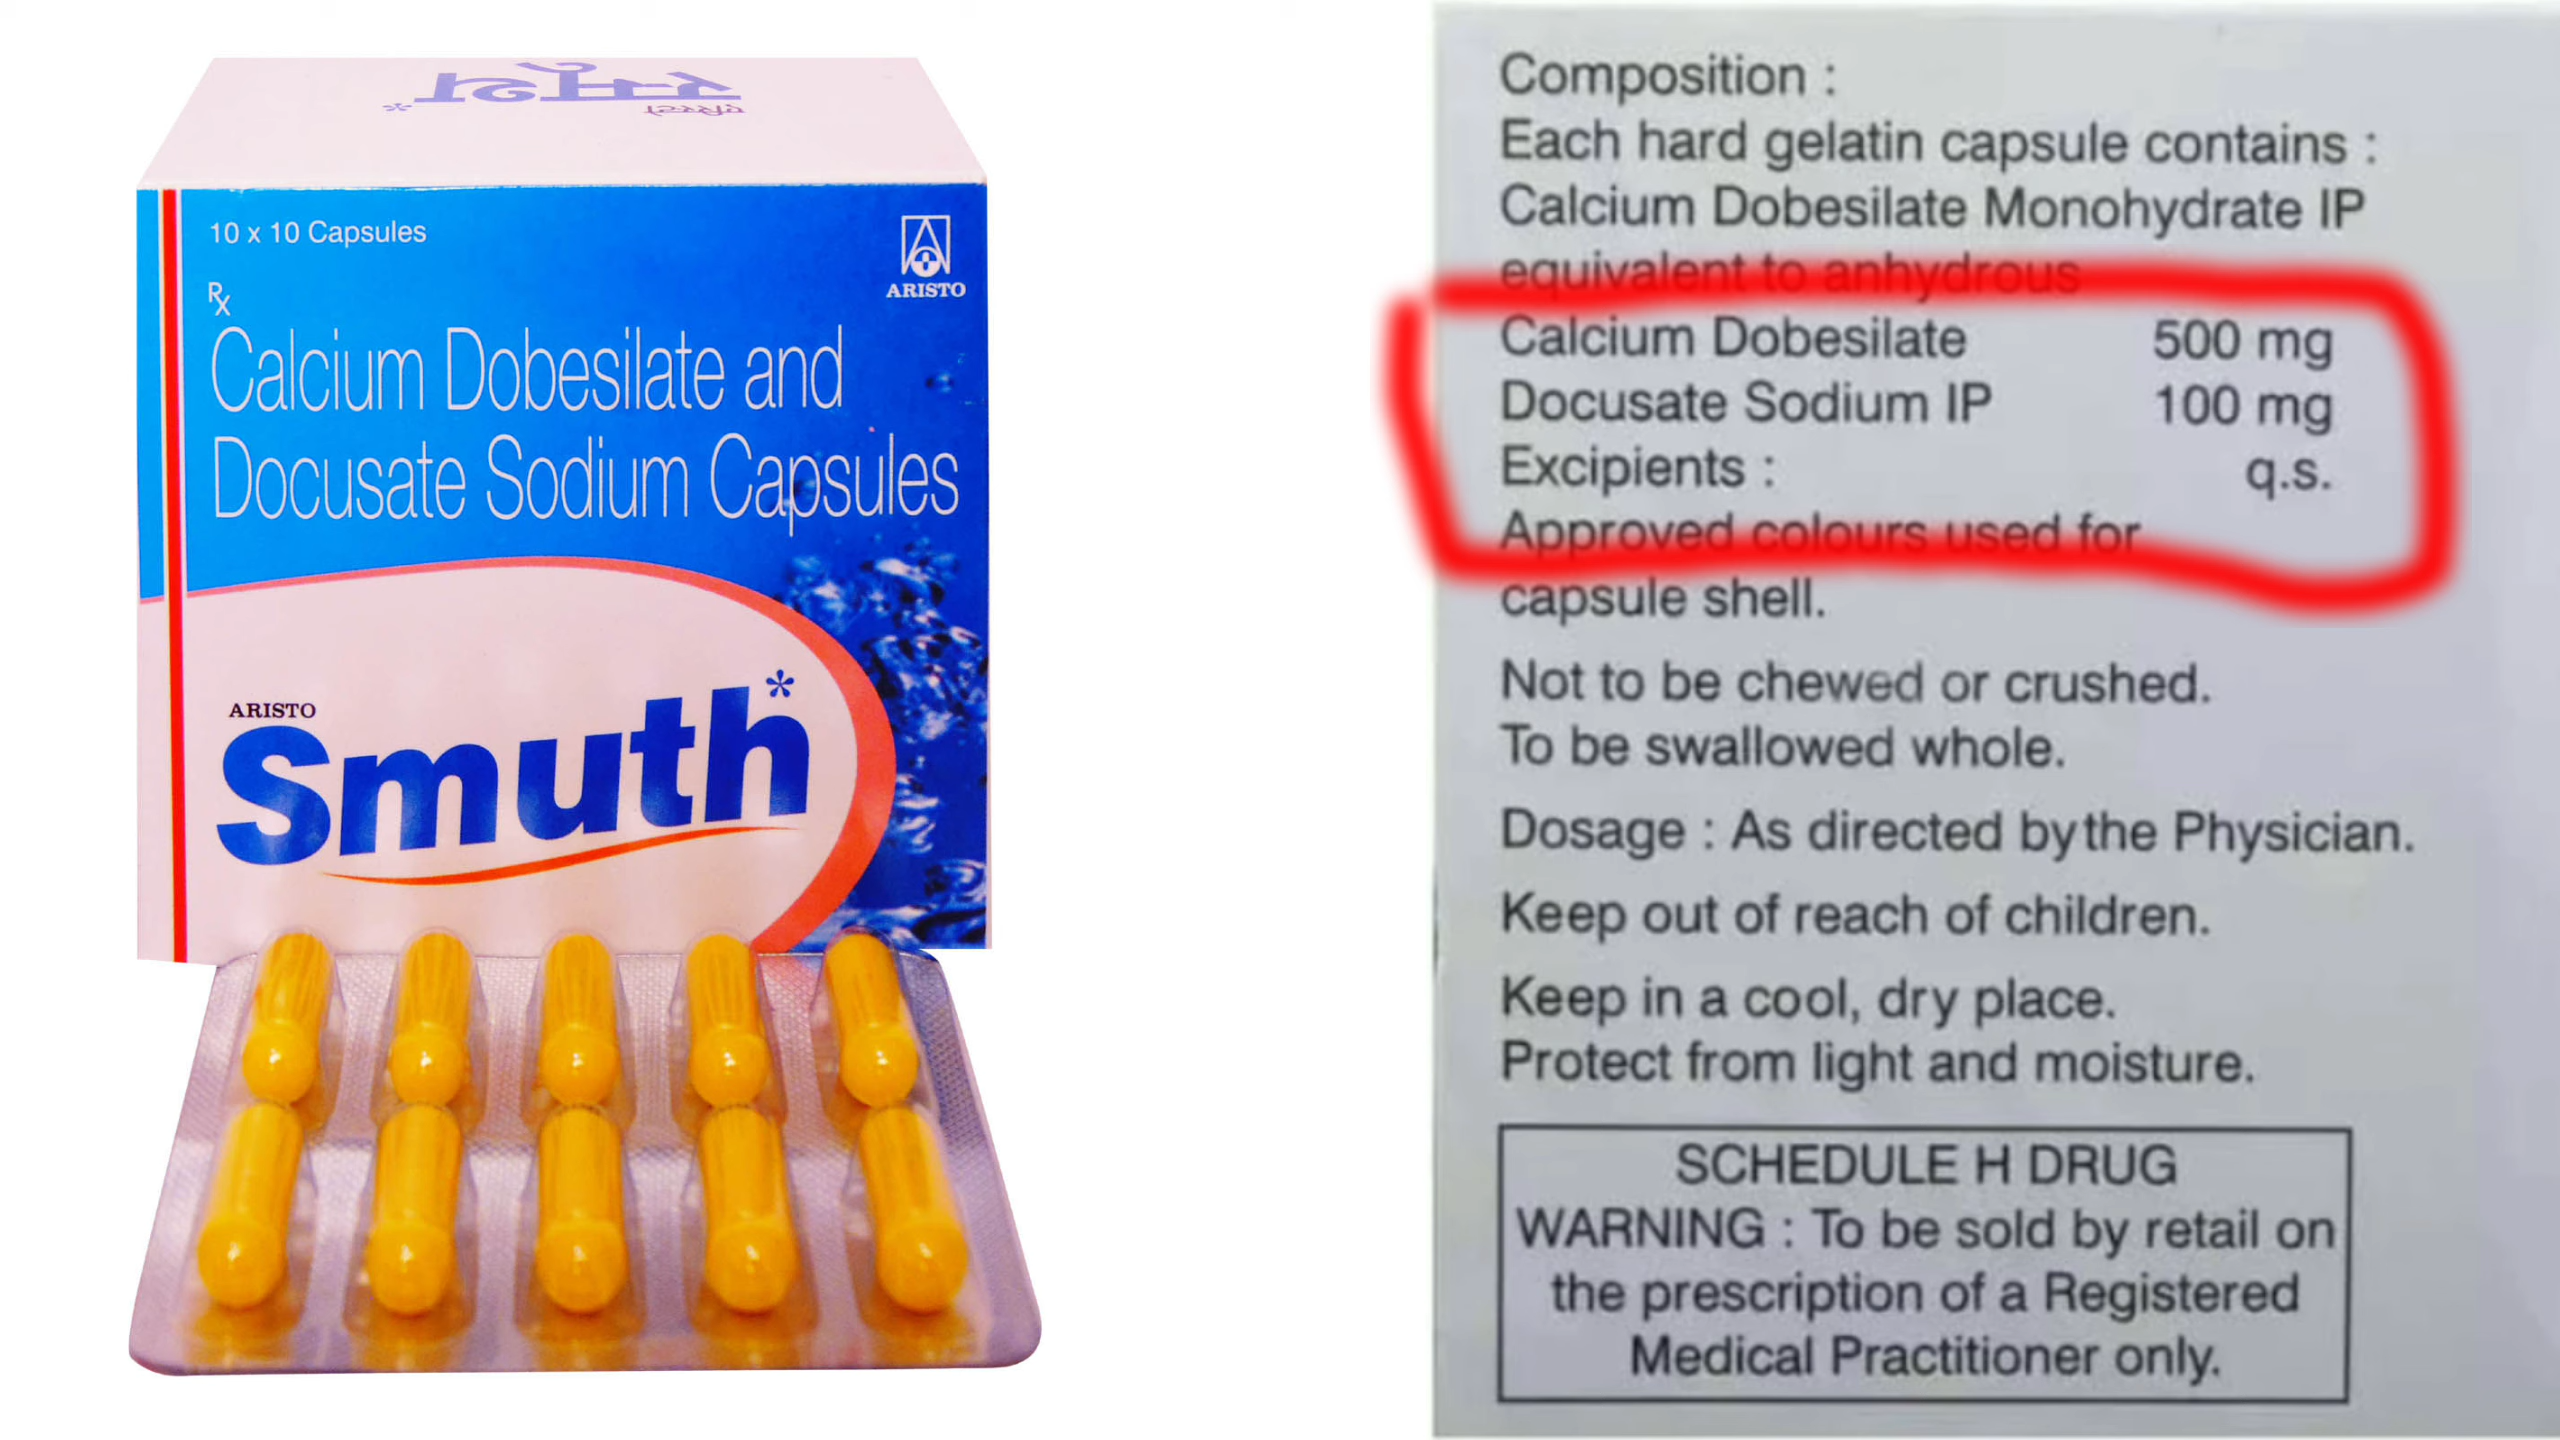 एरिस्टो
स्मूथ*
10 x 10 Capsules
ARISTO
Rx
Calcium Dobesilate and
Docusate Sodium Capsules
ARISTO
Smuth*
Composition :
Each hard gelatin capsule contains :
Calcium Dobesilate Monohydrate IP
equivalent to anhydrous
Calcium Dobesilate 500 mg
Docusate Sodium IP 100 mg
Excipients : q.s.
Approved colours used for
capsule shell.
Not to be chewed or crushed.
To be swallowed whole.
Dosage : As directed by the Physician.
Keep out of reach of children.
Keep in a cool, dry place.
Protect from light and moisture.
SCHEDULE H DRUG
WARNING : To be sold by retail on
the prescription of a Registered
Medical Practitioner only.